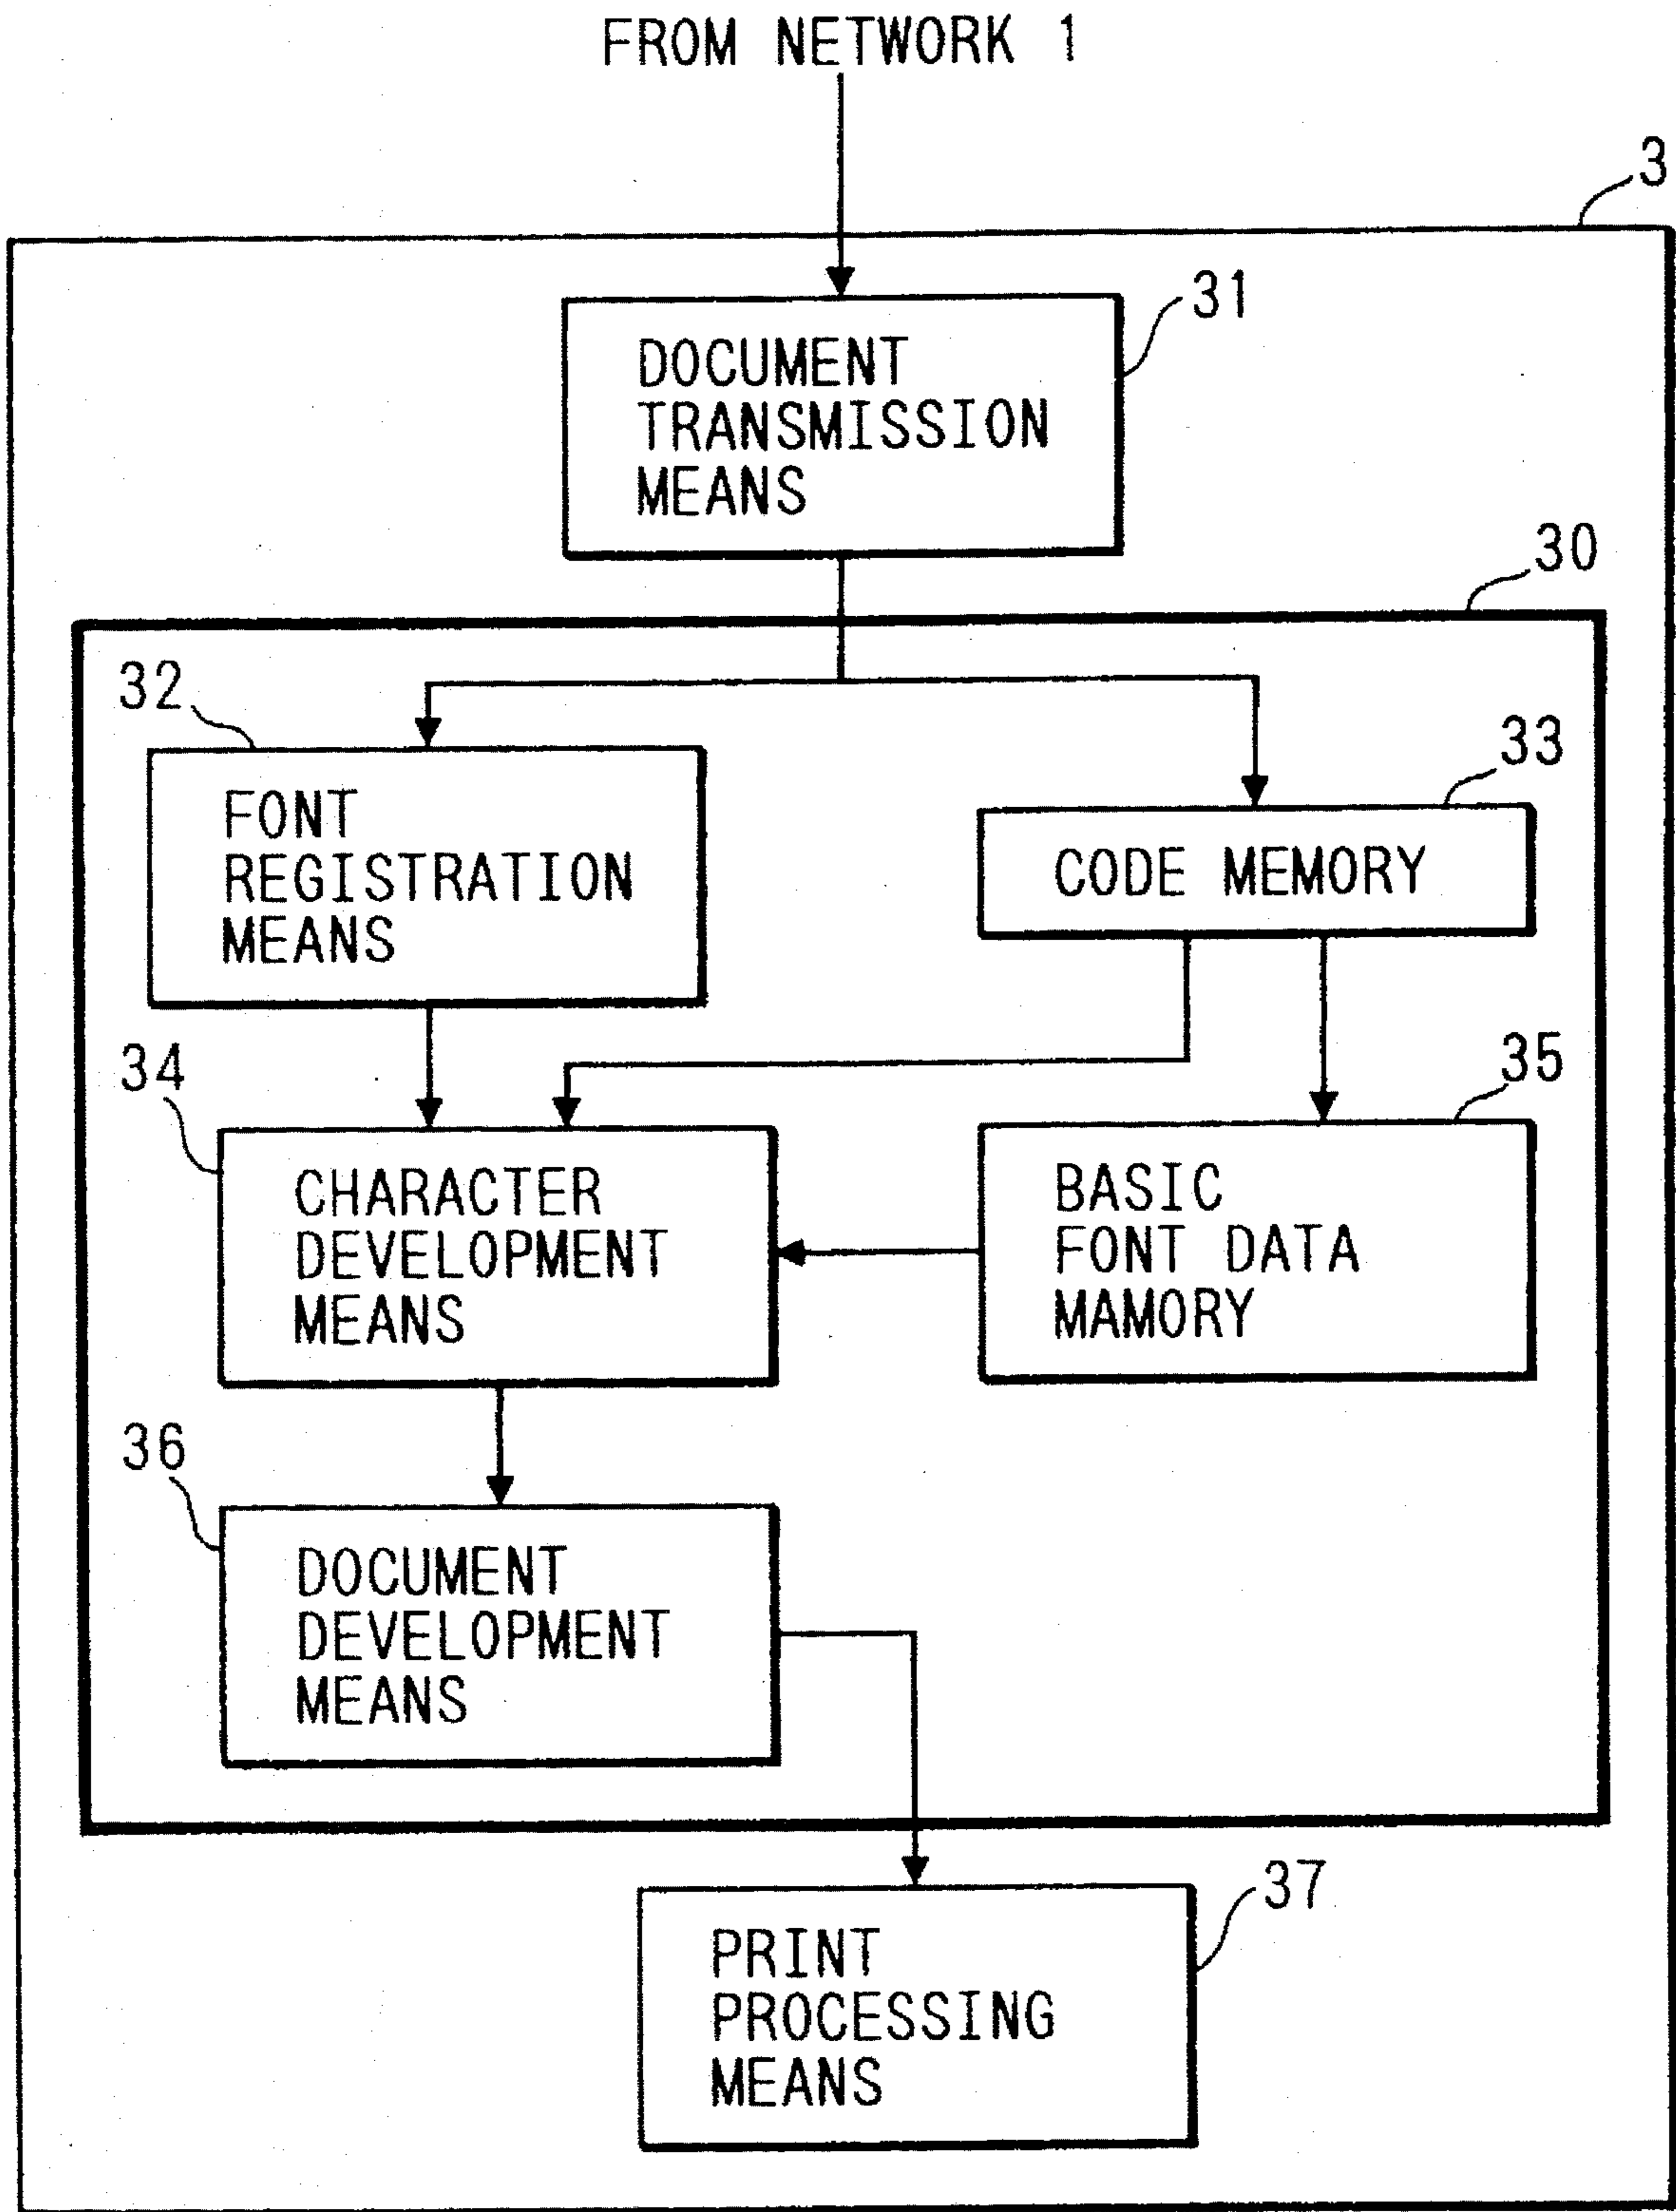 FROM NETWORK 1
3
31
DOCUMENT
TRANSMISSION
MEANS
30
32
33
FONT
REGISTRATION
MEANS
CODE MEMORY
34
35
CHARACTER
DEVELOPMENT
MEANS
BASIC
FONT DATA
MAMORY
36
DOCUMENT
DEVELOPMENT
MEANS
37
PRINT
PROCESSING
MEANS